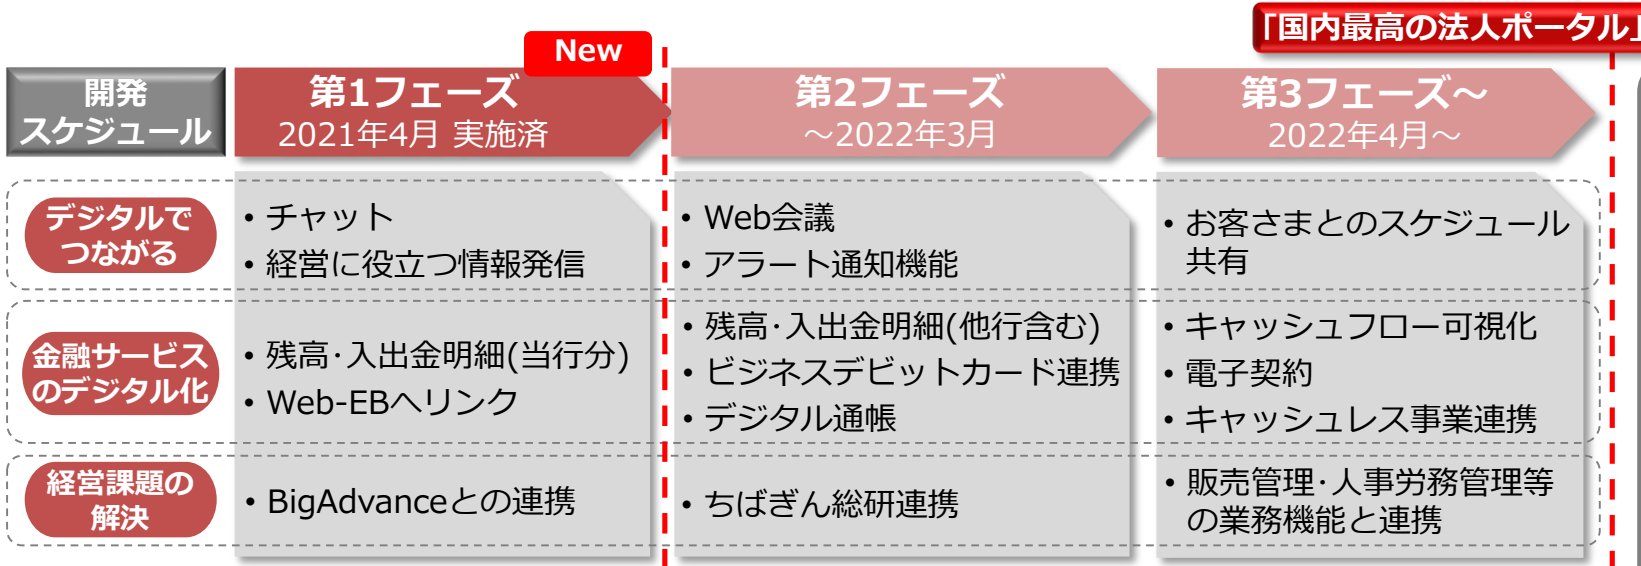 「国内最高の法人ポータル」
New
開発
スケジュール
第1フェーズ
2021年4月 実施済
第2フェーズ
～2022年3月
第3フェーズ～
2022年4月～
デジタルで
つながる
・チャット
・経営に役立つ情報発信
・Web会議
・アラート通知機能
・お客さまとのスケジュール
共有
金融サービス
のデジタル化
・残高･入出金明細(当行分)
・Web-EBへリンク
・残高･入出金明細(他行含む)
・ビジネスデビットカード連携
・デジタル通帳
・キャッシュフロー可視化
・電子契約
・キャッシュレス事業連携
経営課題の
解決
・BigAdvanceとの連携
・ちばぎん総研連携
・販売管理･人事労務管理等
の業務機能と連携